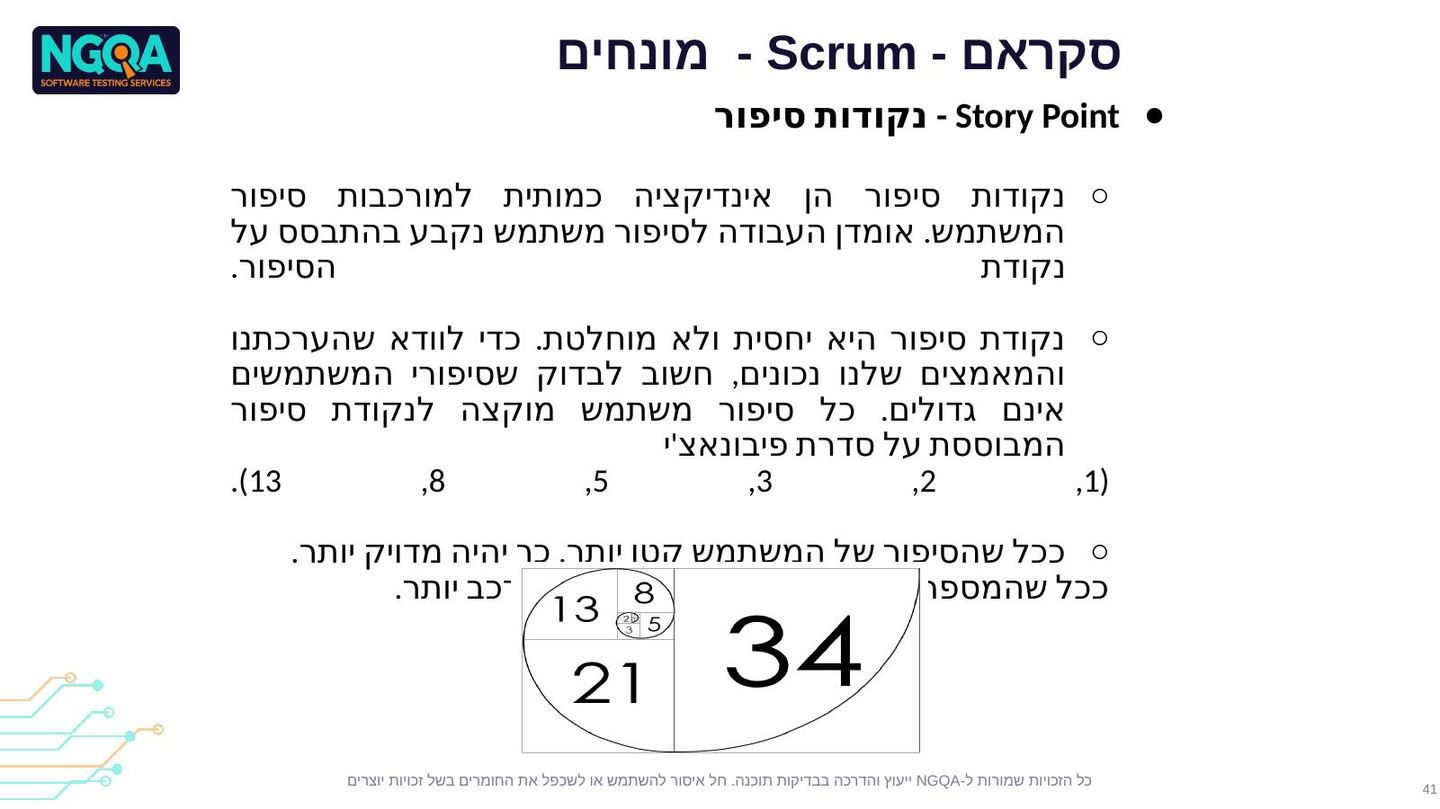 NGQA
SOFTWARE TESTING SERVICES
סקראם - Scrum - מונחים
● Story Point - נקודות סיפור
○ נקודות סיפור הן אינדיקציה כמותית למורכבות סיפור
המשתמש. אומדן העבודה לסיפור משתמש נקבע בהתבסס על
נקודת הסיפור.
○ נקודת סיפור היא יחסית ולא מוחלטת. כדי לוודא שהערכתנו
והמאמצים שלנו נכונים, חשוב לבדוק שסיפורי המשתמשים
אינם גדולים. כל סיפור משתמש מוקצה לנקודת סיפור
המבוססת על סדרת פיבונאצ'י
(1, 2, 3, 5, 8, 13).
○ ככל שהסיפור של המשתמש קטן יותר. כך יהיה מדויק יותר.
ככל שהמספר יותר.
13 8
2 3 5
21 34
כל הזכויות שמורות ל-NGQA ייעוץ והדרכה בבדיקות תוכנה. חל איסור להשתמש או לשכפל את החומרים בשל זכויות יוצרים
41